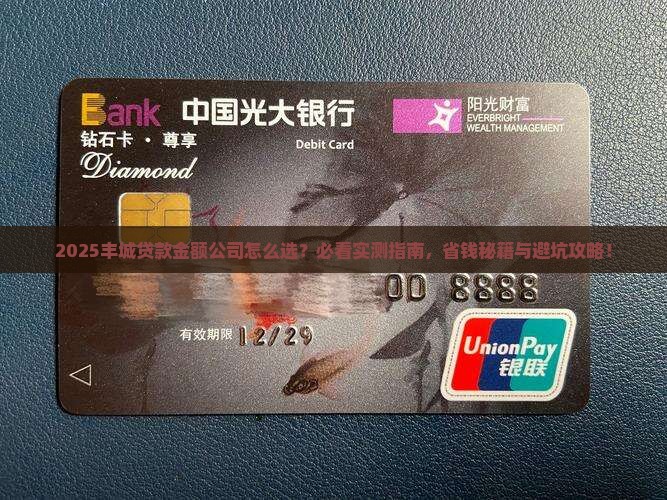 Bank 中国光大银行
阳光财富
EVERBRIGHT
WEALTH MANAGEMENT
Debit Card
钻石卡 · 尊享
Diamond
2025丰城贷款金额公司怎么选？必看实测指南，省钱秘籍与避坑攻略！
00 8888
有效期限 12/29
UnionPay
银联